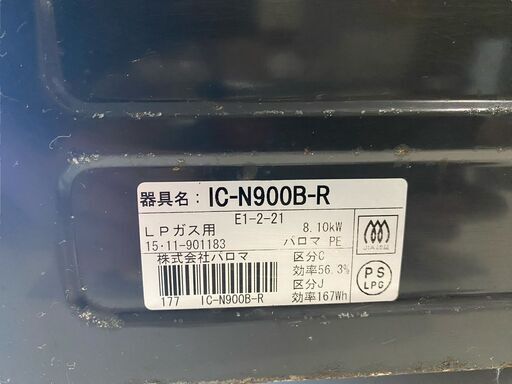 器具名: IC-N900B-R
E1-2-21
LPガス用 8.10kW
15・11-901183 パロマ PE
株式会社パロマ 区分C
効率56.3%
区分J
177 IC-N900B-R 効率167Wh
PS
LPG